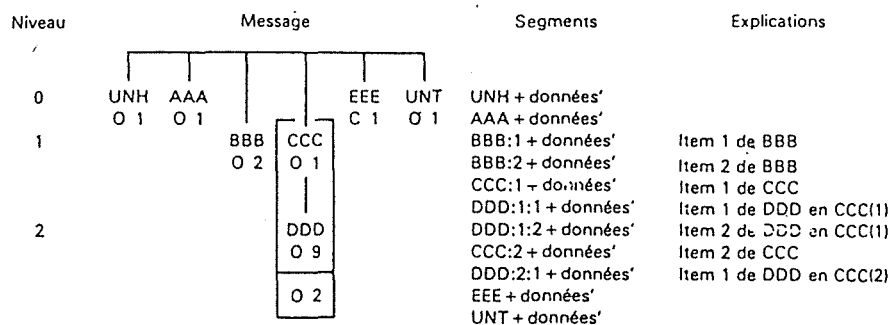 Niveau Message Segments Explications
0 UNH AAA EEE UNT UNH + données'
O 1 O 1 C 1 O 1 AAA + données'
1 BBB CCC BBB:1 + données' Item 1 de BBB
O 2 O 1 BBB:2 + données' Item 2 de BBB
CCC:1 + données' Item 1 de CCC
DDD:1:1 + données' Item 1 de DDD en CCC(1)
2 DDD DDD:1:2 + données' Item 2 de DDD en CCC(1)
O 9 CCC:2 + données' Item 2 de CCC
DDD:2:1 + données' Item 1 de DDD en CCC(2)
O 2 EEE + données'
UNT + données'